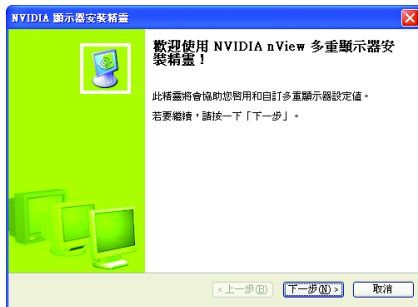 NVIDIA 顯示器安裝精靈
歡迎使用 NVIDIA nView 多重顯示器安
裝精靈！
此精靈將會協助您啓用和自訂多重顯示器設定值。
若要繼續，請按一下「下一步」。
<上一步(B)
下一步(N)>
取消